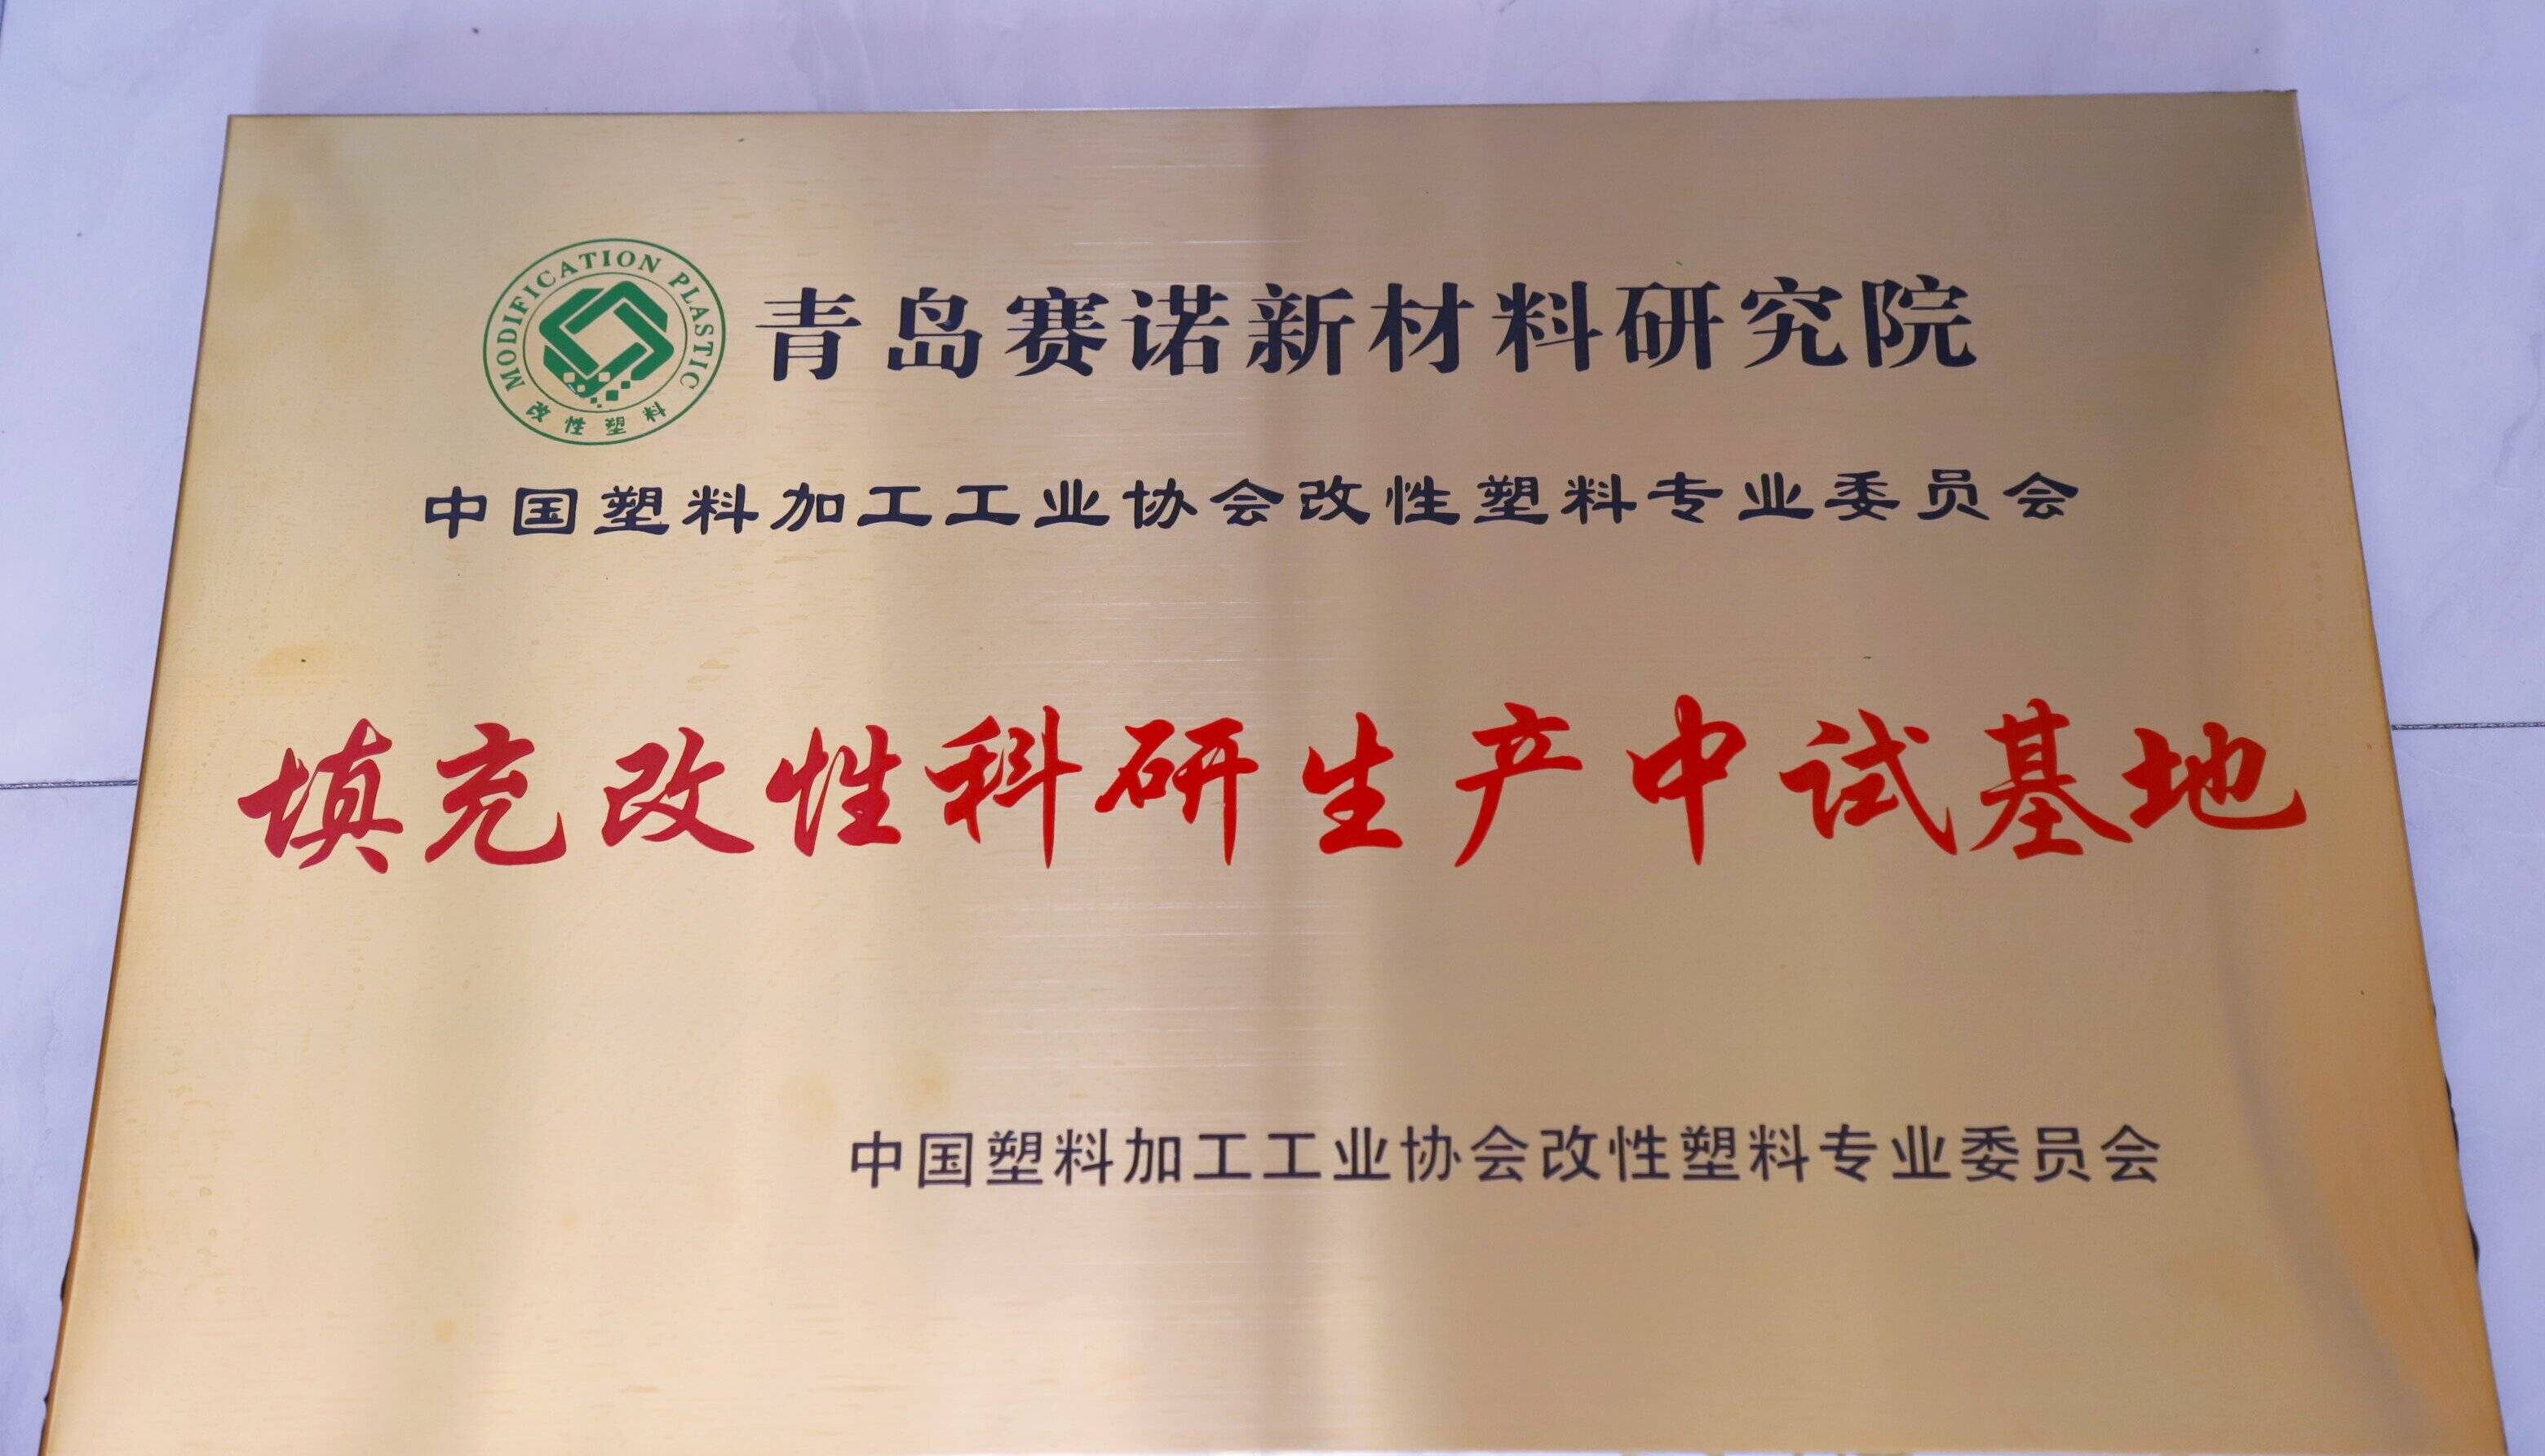 MODIFICATION PLASTIC
改性塑料
青岛赛诺新材料研究院
中国塑料加工工业协会改性塑料专业委员会
填充改性科研生产中试基地
中国塑料加工工业协会改性塑料专业委员会